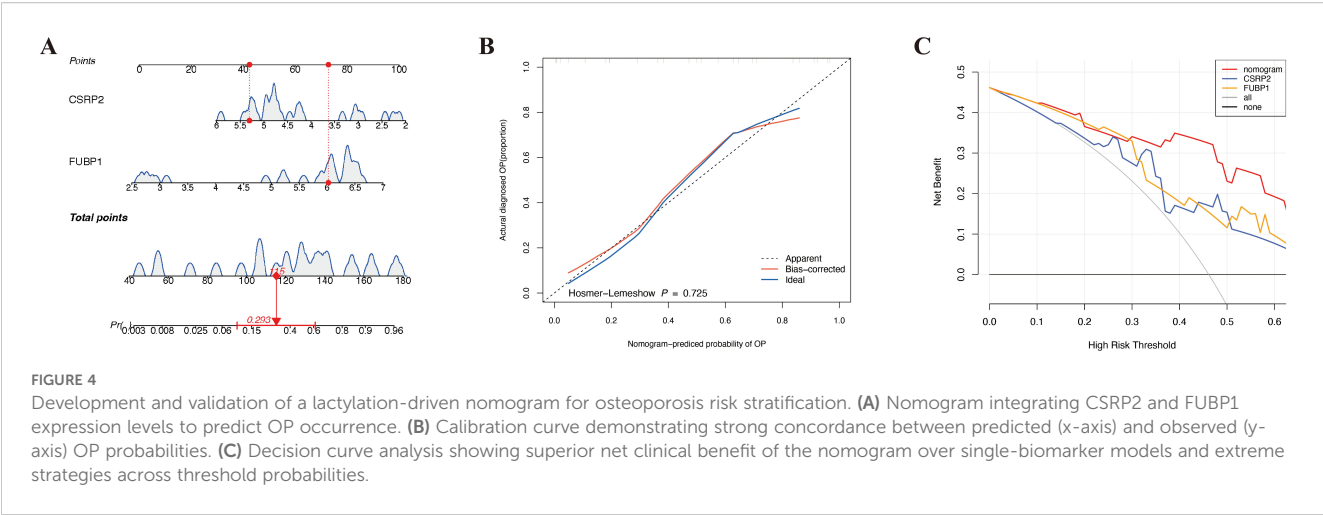 A
Points
0 20 40 60 80 100
CSRP2
6 5.5 5 4.5 4 3.5 3 2.5 2
FUBP1
2.5 3 3.5 4 4.5 5 5.5 6 6.5 7
Total points
115
40 60 80 100 120 140 160 180
0.293
0.003 0.008 0.025 0.06 0.15 0.4 0.6 0.8 0.9 0.96
B
Actural diagnosed OP(proportion)
1.0
0.8
0.6
0.4
0.2
0.0
Apparent
Bias-corrected
Ideal
Hosmer-Lemeshow P = 0.725
0.0 0.2 0.4 0.6 0.8 1.0
Nomogram-prediced probability of OP
C
Net Benefit
0.5
0.4
0.3
0.2
0.1
0.0
nomogram
CSRP2
FUBP1
all
none
0.0 0.1 0.2 0.3 0.4 0.5 0.6
High Risk Threshold
FIGURE 4
Development and validation of a lactylation-driven nomogram for osteoporosis risk stratification. (A) Nomogram integrating CSRP2 and FUBP1
expression levels to predict OP occurrence. (B) Calibration curve demonstrating strong concordance between predicted (x-axis) and observed (y-
axis) OP probabilities. (C) Decision curve analysis showing superior net clinical benefit of the nomogram over single-biomarker models and extreme
strategies across threshold probabilities.